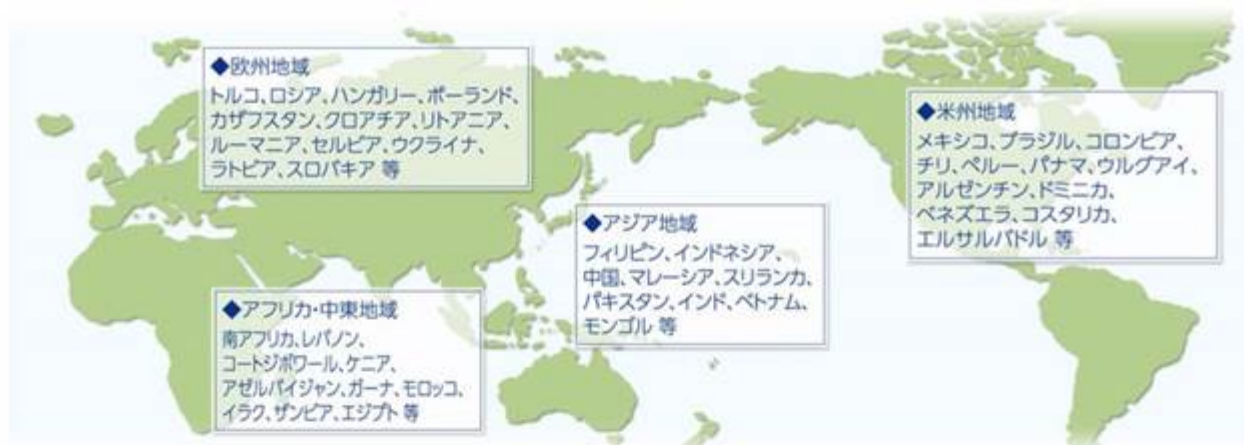 ◆欧州地域
トルコ、ロシア、ハンガリー、ポーランド、
カザフスタン、クロアチア、リトアニア、
ルーマニア、セルビア、ウクライナ、
ラトビア、スロバキア 等
◆米州地域
メキシコ、ブラジル、コロンビア、
チリ、ペルー、パナマ、ウルグアイ、
アルゼンチン、ドミニカ、
ベネズエラ、コスタリカ、
エルサルバドル 等
◆アジア地域
フィリピン、インドネシア、
中国、マレーシア、スリランカ、
パキスタン、インド、ベトナム、
モンゴル 等
◆アフリカ・中東地域
南アフリカ、レバノン、
コートジボワール、ケニア、
アゼルバイジャン、ガーナ、モロッコ、
イラク、ザンビア、エジプト 等